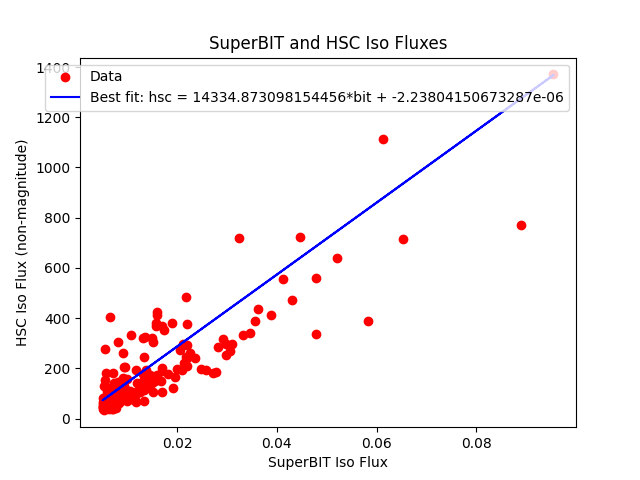 SuperBIT and HSC Iso Fluxes
1400
1200
1000
800
600
400
200
0
HSC Iso Flux (non-magnitude)
Data
Best fit: hsc = 14334.873098154456*bit + -2.23804150673287e-06
0.02 0.04 0.06 0.08
SuperBIT Iso Flux